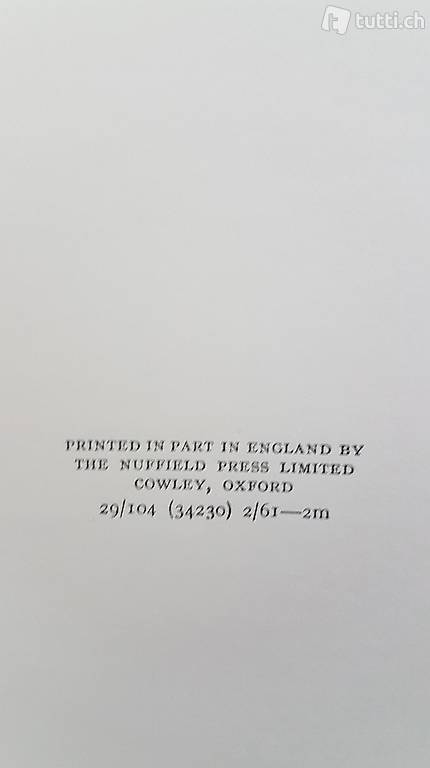 tutti.ch
PRINTED IN PART IN ENGLAND BY
THE NUFFIELD PRESS LIMITED
COWLEY, OXFORD
29/104 (34230) 2/61—2m